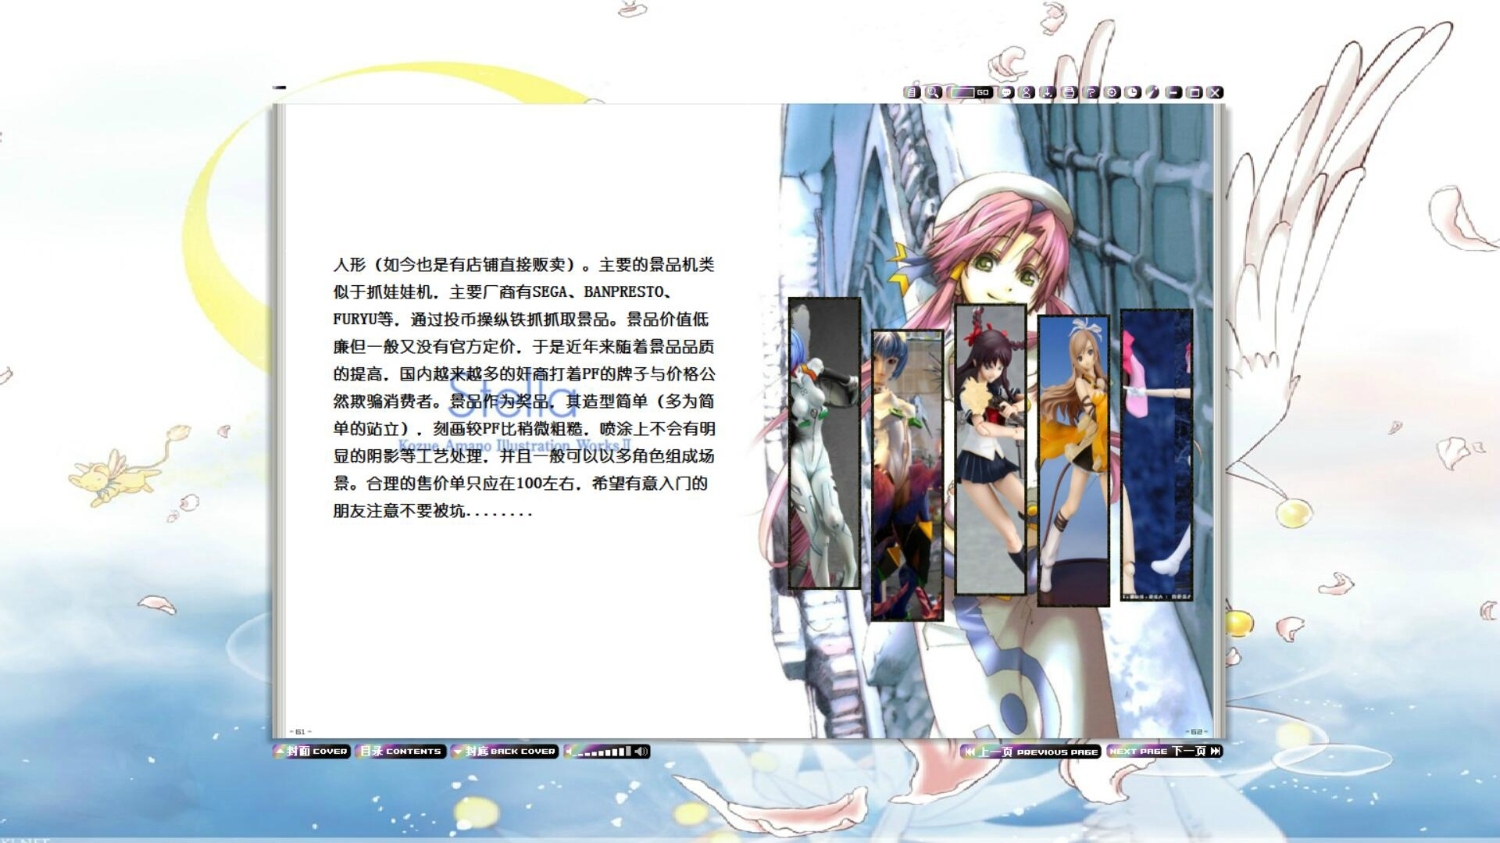 人形（如今也是有店铺直接贩卖）。主要的景品机类
似于抓娃娃机，主要厂商有SEGA、BANPRESTO、
FURYU等，通过投币操纵铁抓抓取景品。景品价值低
廉但一般又没有官方定价，于是近年来随着景品品质
的提高，国内越来越多的奸商打着PF的牌子与价格公
然欺骗消费者。景品作为奖品，其造型简单（多为简
单的站立），刻画较PF比稍微粗糙，喷涂上不会有明
显的阴影等工艺处理，并且一般可以以多角色组成场
景。合理的售价单只应在100左右，希望有意入门的
朋友注意不要被坑........
Stella
Kozue Amano Illustration Works II
GO
-61-
-62-
封面 COVER
目录 CONTENTS
封底 BACK COVER
上一页 PREVIOUS PAGE
NEXT PAGE 下一页